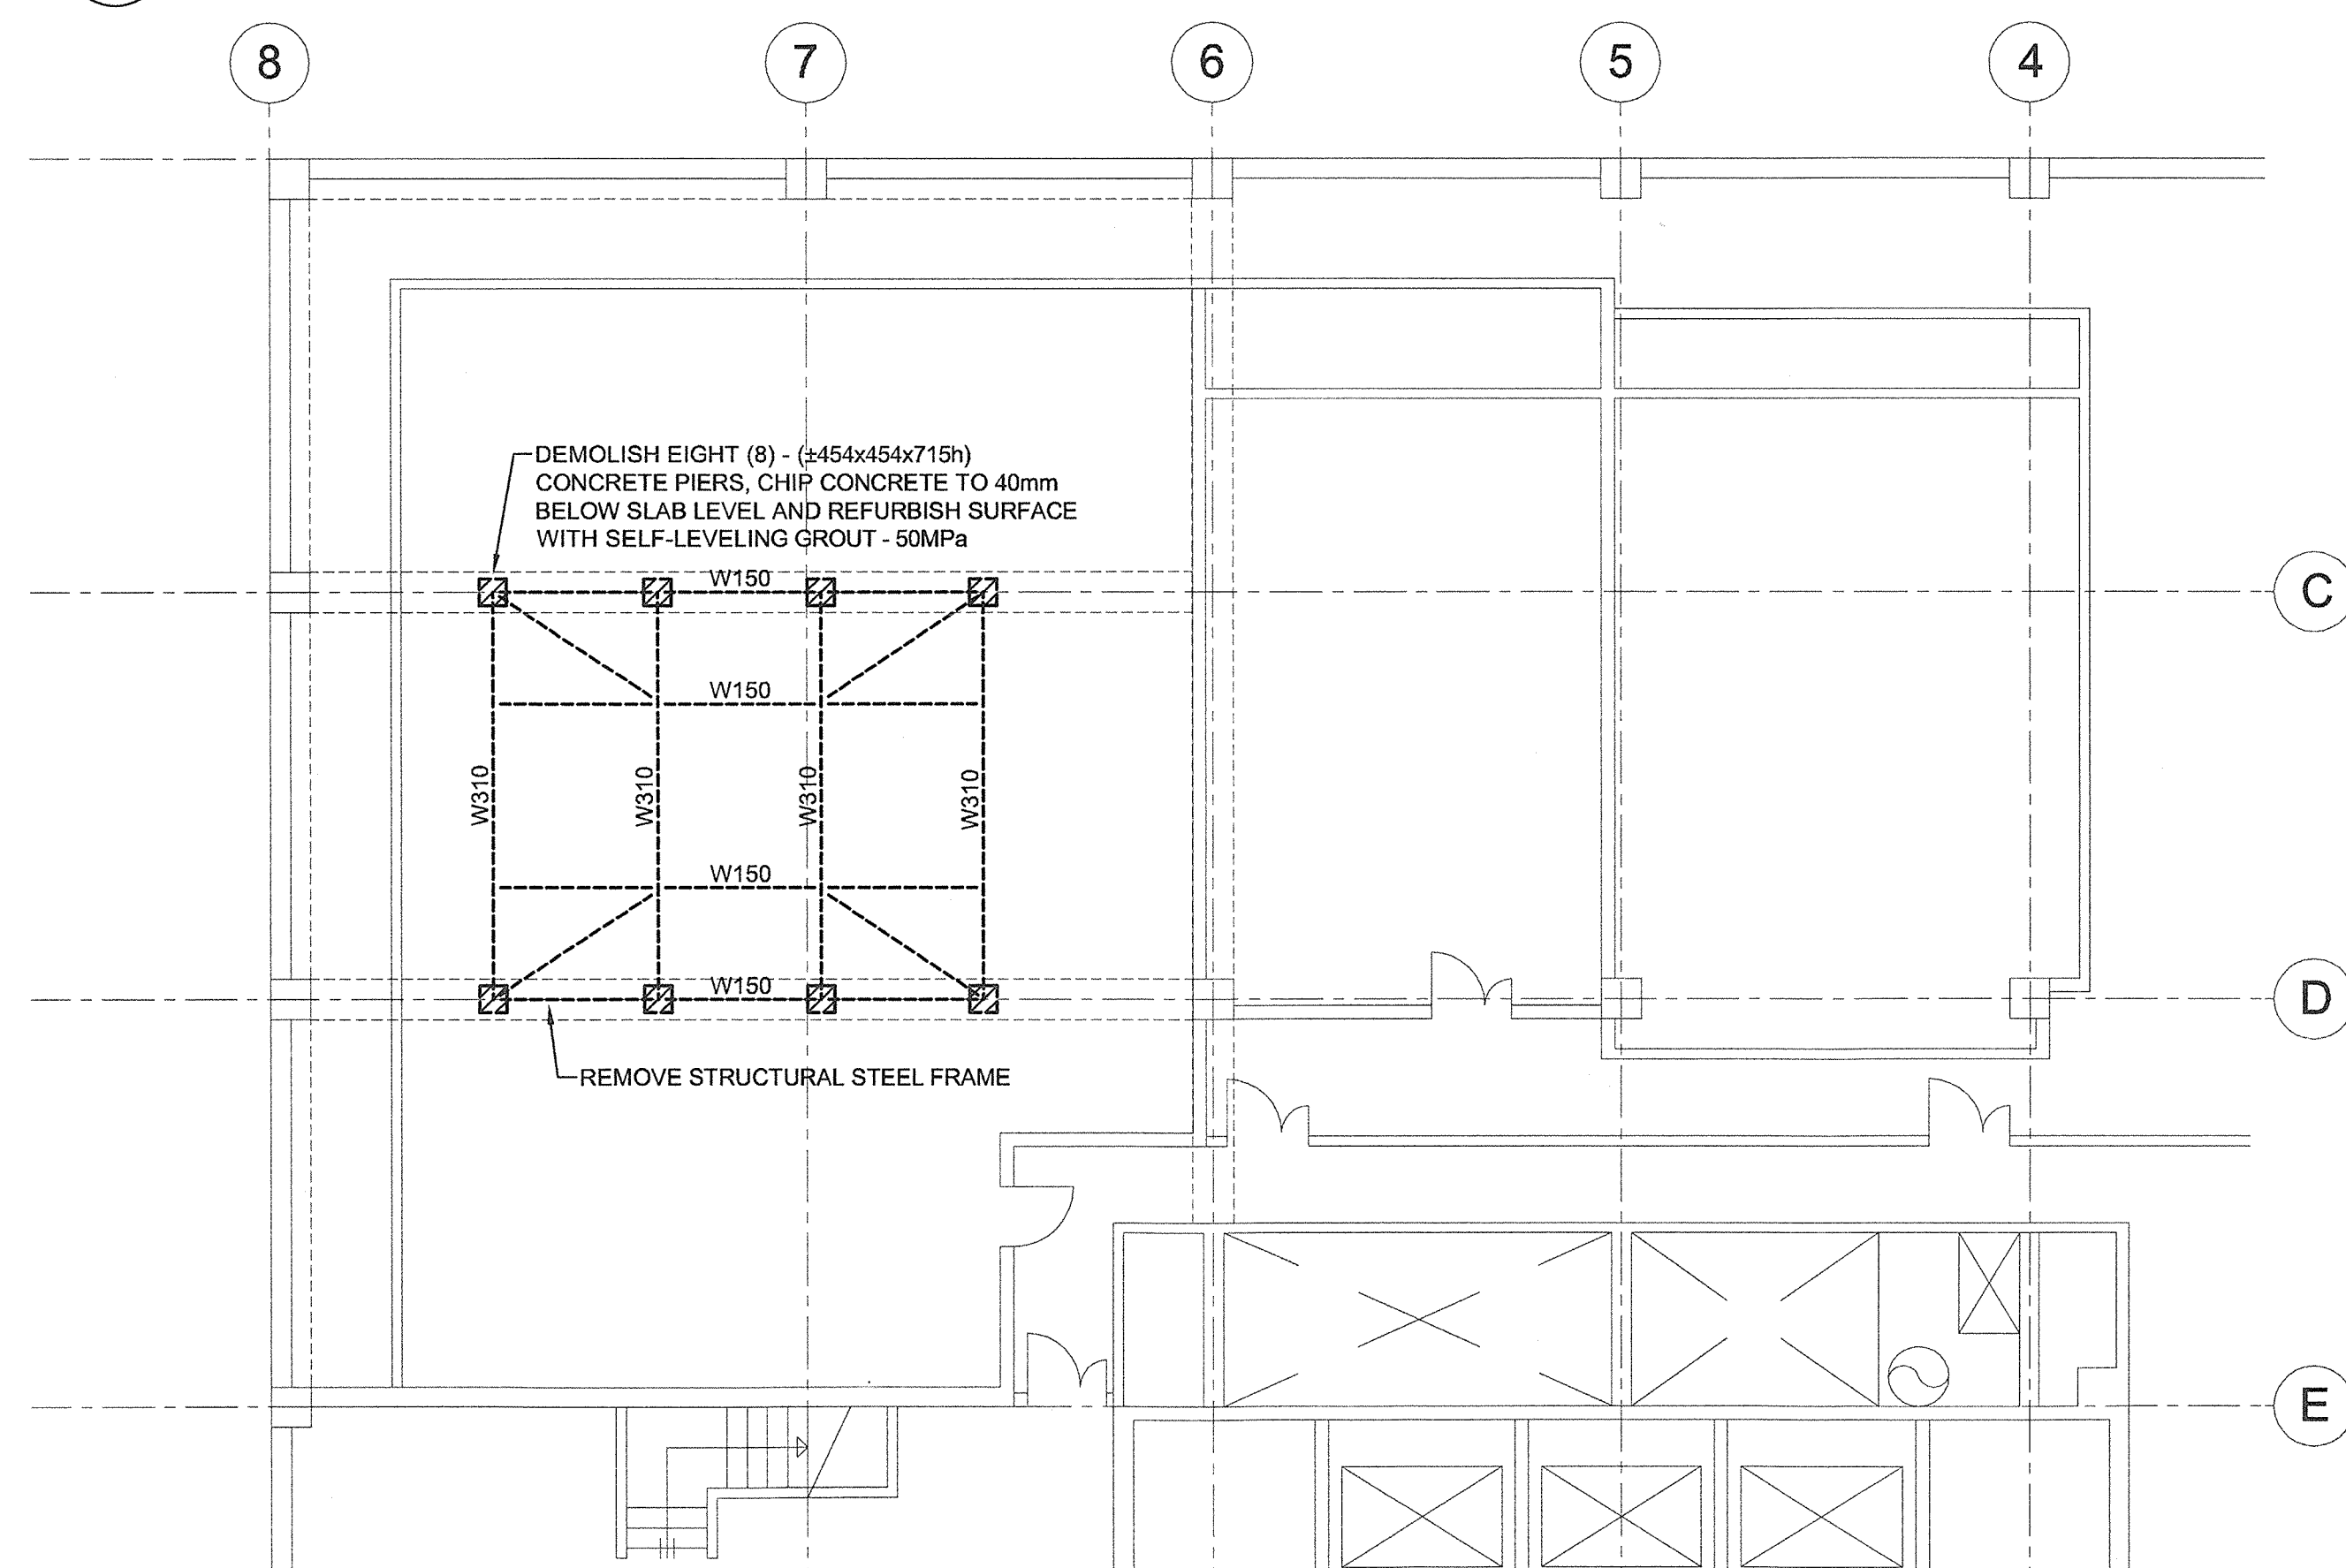 8
7
6
5
4
DEMOLISH EIGHT (8) - (±454x454x715h)
CONCRETE PIERS, CHIP CONCRETE TO 40mm
BELOW SLAB LEVEL AND REFURBISH SURFACE
WITH SELF-LEVELING GROUT - 50MPa
W150
C
W150
W310
W310
W310
W310
W150
W150
D
REMOVE STRUCTURAL STEEL FRAME
E